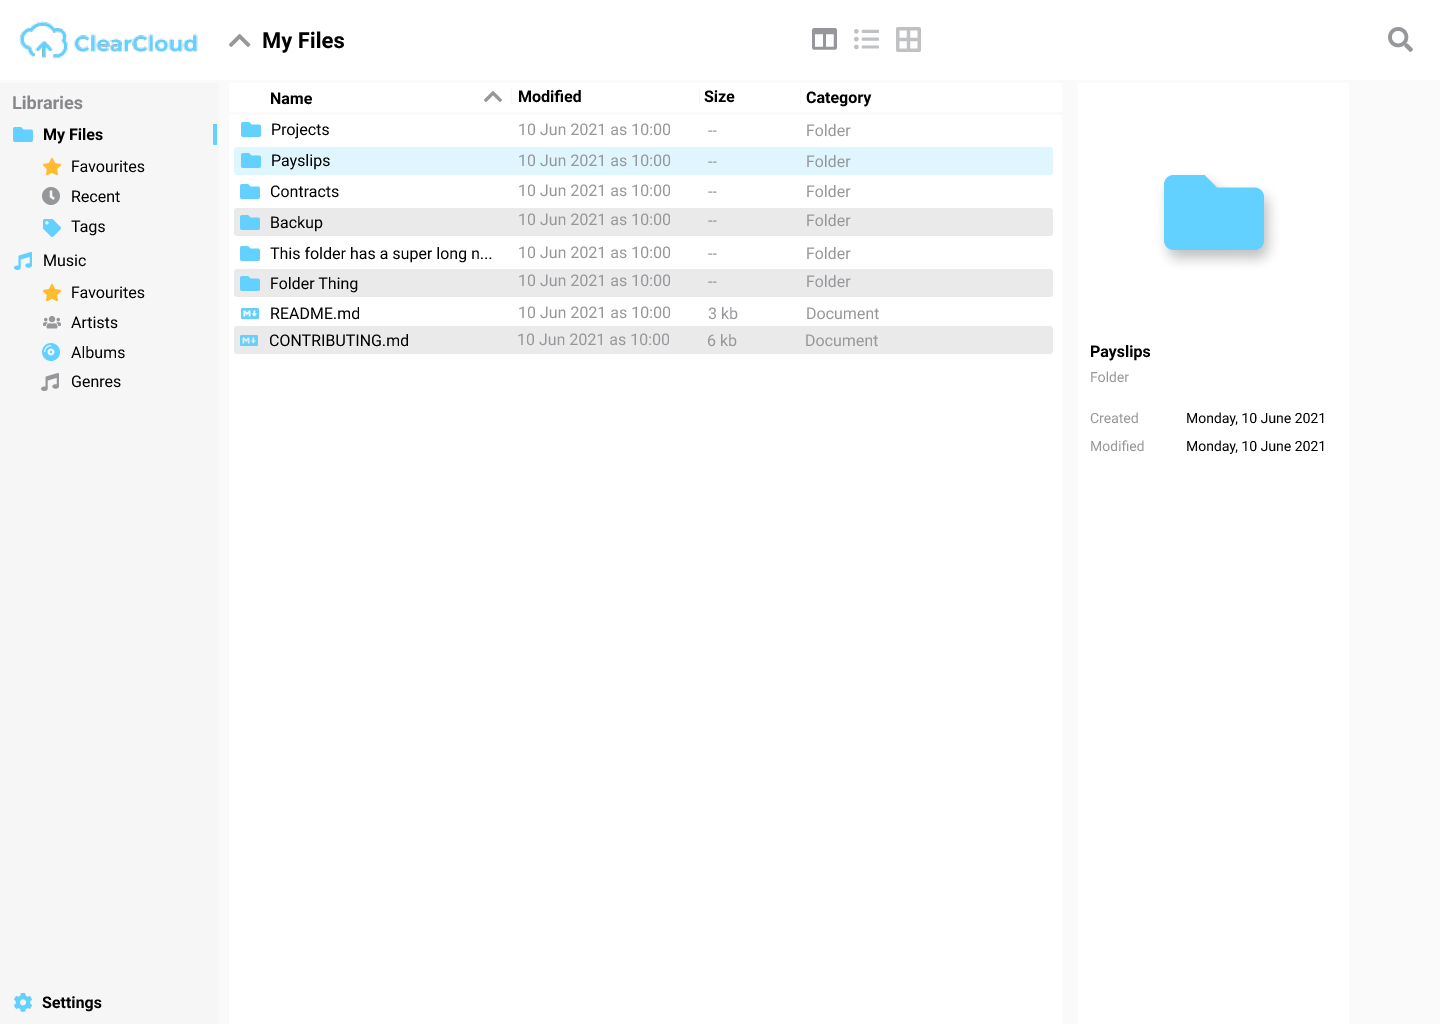 ClearCloud
My Files
Libraries
My Files
Favourites
Recent
Tags
Music
Favourites
Artists
Albums
Genres
Settings
Name Modified Size Category
Projects 10 Jun 2021 as 10:00 -- Folder
Payslips 10 Jun 2021 as 10:00 -- Folder
Contracts 10 Jun 2021 as 10:00 -- Folder
Backup 10 Jun 2021 as 10:00 -- Folder
This folder has a super long n... 10 Jun 2021 as 10:00 -- Folder
Folder Thing 10 Jun 2021 as 10:00 -- Folder
README.md 10 Jun 2021 as 10:00 3 kb Document
CONTRIBUTING.md 10 Jun 2021 as 10:00 6 kb Document
Payslips
Folder
Created Monday, 10 June 2021
Modified Monday, 10 June 2021